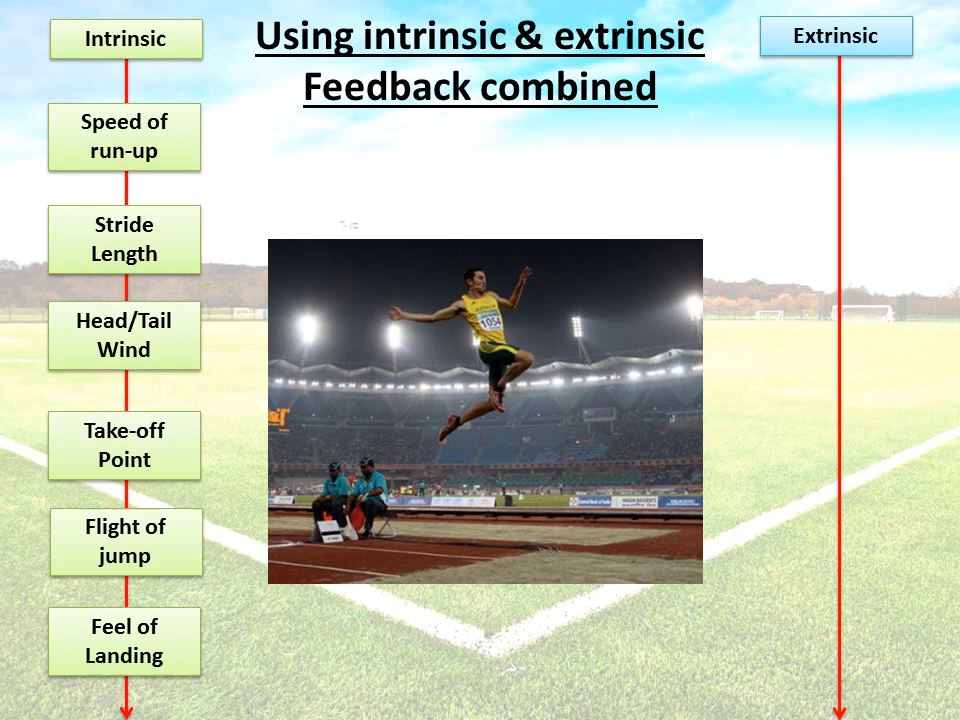 Using intrinsic & extrinsic
Feedback combined
Intrinsic
Speed of
run-up
Stride
Length
Head/Tail
Wind
Take-off
Point
Flight of
jump
Feel of
Landing
Extrinsic
1054